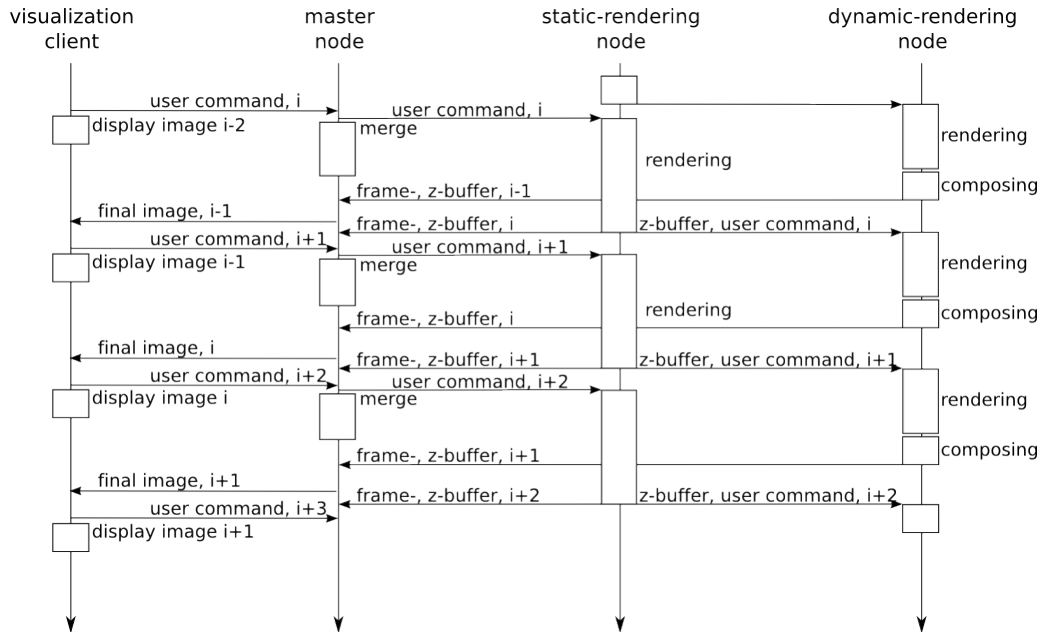 visualization
client
master
node
static-rendering
node
dynamic-rendering
node
user command, i
user command, i
display image i-2
merge
rendering
rendering
composing
frame-, z-buffer, i-1
final image, i-1
frame-, z-buffer, i
z-buffer, user command, i
user command, i+1
user command, i+1
display image i-1
merge
rendering
rendering
composing
frame-, z-buffer, i
final image, i
frame-, z-buffer, i+1
z-buffer, user command, i+1
user command, i+2
user command, i+2
display image i
merge
rendering
composing
frame-, z-buffer, i+1
final image, i+1
frame-, z-buffer, i+2
z-buffer, user command, i+2
user command, i+3
display image i+1